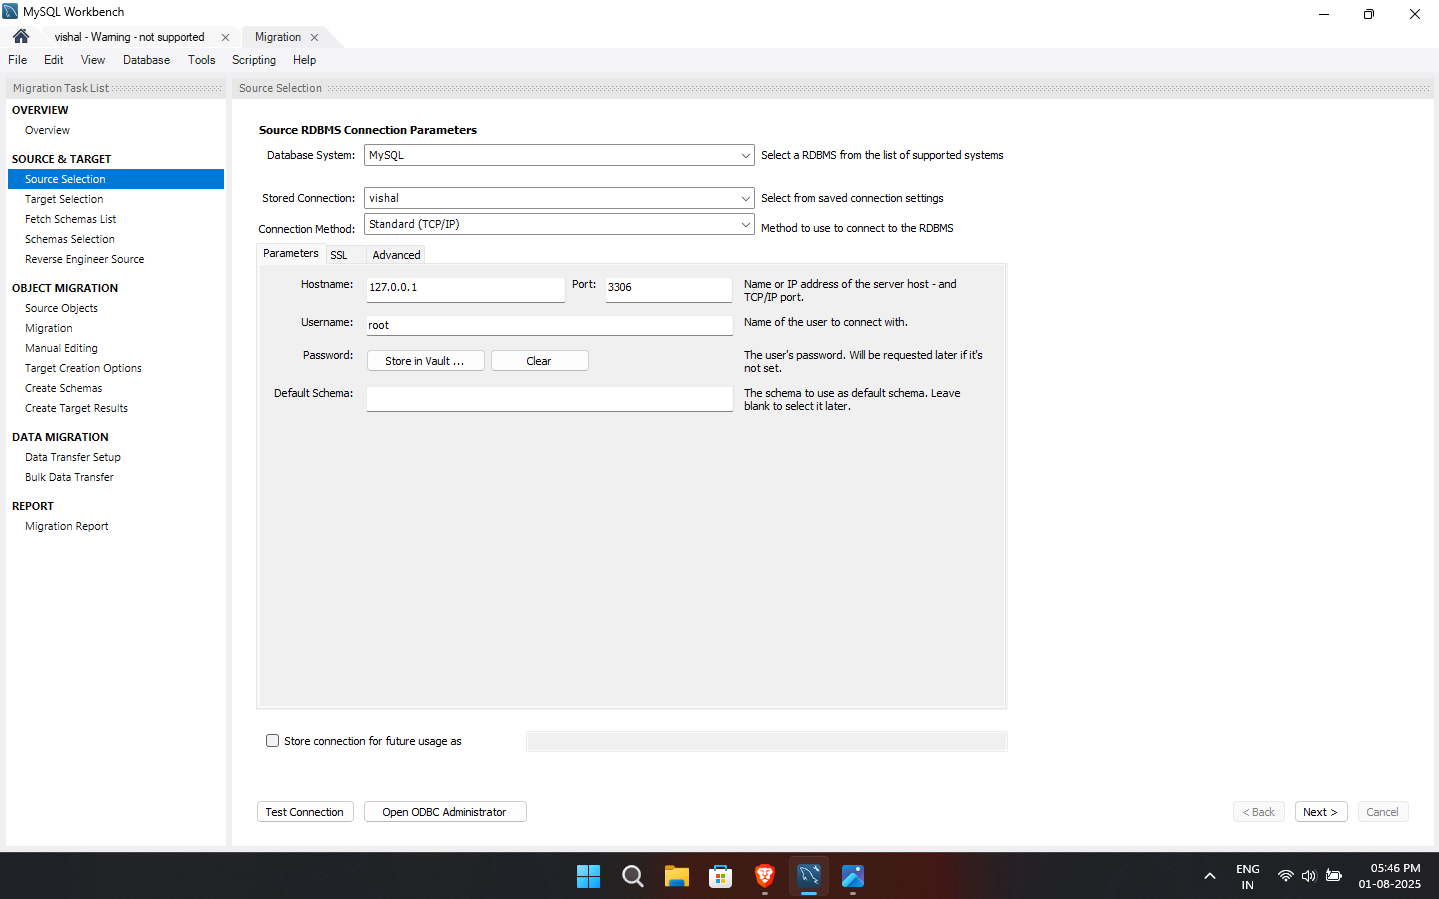 MySQL Workbench
vishal - Warning - not supported
Migration
File Edit View Database Tools Scripting Help
Migration Task List
OVERVIEW
Overview
SOURCE & TARGET
Source Selection
Target Selection
Fetch Schemas List
Schemas Selection
Reverse Engineer Source
OBJECT MIGRATION
Source Objects
Migration
Manual Editing
Target Creation Options
Create Schemas
Create Target Results
DATA MIGRATION
Data Transfer Setup
Bulk Data Transfer
REPORT
Migration Report
Source Selection
Source RDBMS Connection Parameters
Database System: MySQL Select a RDBMS from the list of supported systems
Stored Connection: vishal Select from saved connection settings
Connection Method: Standard (TCP/IP) Method to use to connect to the RDBMS
Parameters SSL Advanced
Hostname: 127.0.0.1 Port: 3306 Name or IP address of the server host - and
TCP/IP port.
Username: root Name of the user to connect with.
Password: Store in Vault ... Clear The user's password. Will be requested later if it's
not set.
Default Schema: The schema to use as default schema. Leave
blank to select it later.
Store connection for future usage as
Test Connection Open ODBC Administrator < Back Next > Cancel
ENG
IN
05:46 PM
01-08-2025